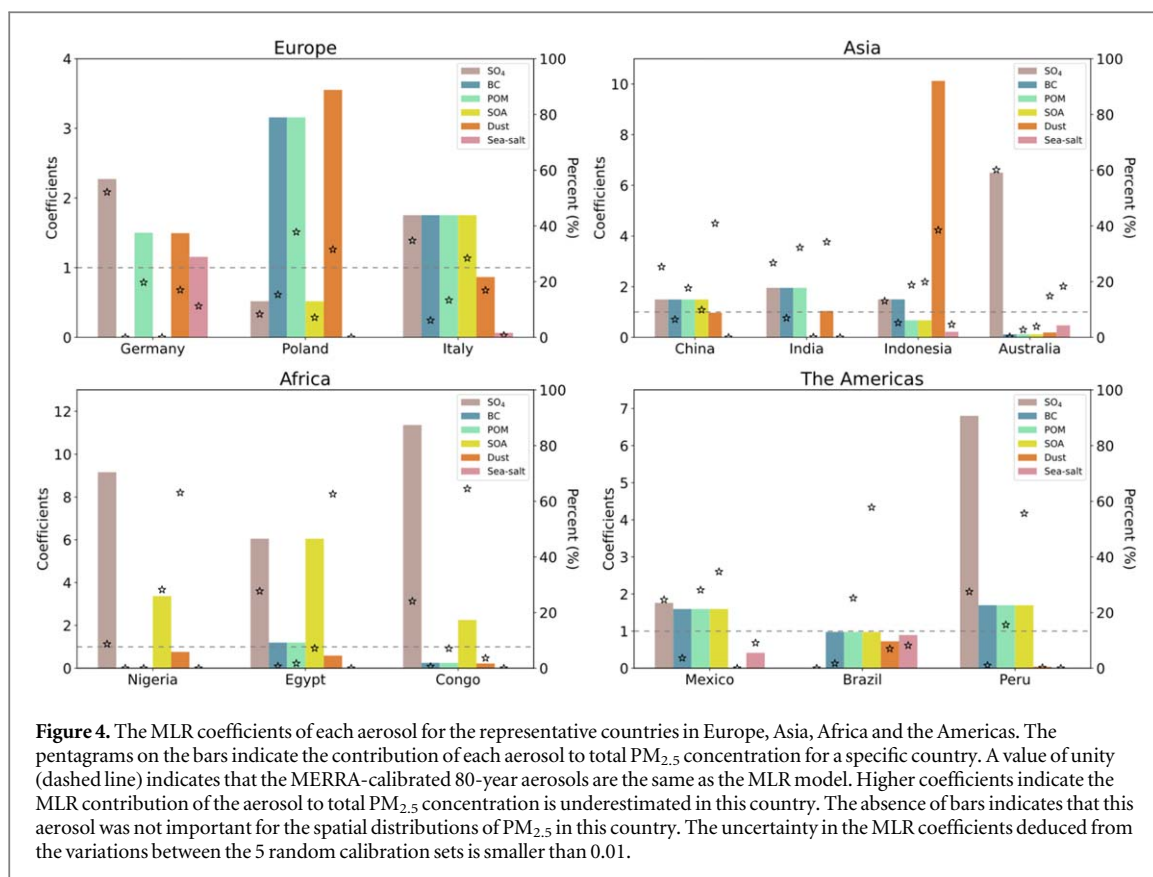 Europe
4
3
2
1
0
Coefficients
100
80
60
40
20
0
Percent (%)
SO₄
BC
POM
SOA
Dust
Sea-salt
Germany Poland Italy
Asia
10
8
6
4
2
0
Coefficients
100
80
60
40
20
0
Percent (%)
SO₄
BC
POM
SOA
Dust
Sea-salt
China India Indonesia Australia
Africa
12
10
8
6
4
2
0
Coefficients
100
80
60
40
20
0
Percent (%)
SO₄
BC
POM
SOA
Dust
Sea-salt
Nigeria Egypt Congo
The Americas
7
6
5
4
3
2
1
0
Coefficients
100
80
60
40
20
0
Percent (%)
SO₄
BC
POM
SOA
Dust
Sea-salt
Mexico Brazil Peru
Figure 4. The MLR coefficients of each aerosol for the representative countries in Europe, Asia, Africa and the Americas. The
pentagrams on the bars indicate the contribution of each aerosol to total PM₂.₅ concentration for a specific country. A value of unity
(dashed line) indicates that the MERRA-calibrated 80-year aerosols are the same as the MLR model. Higher coefficients indicate the
MLR contribution of the aerosol to total PM₂.₅ concentration is underestimated in this country. The absence of bars indicates that this
aerosol was not important for the spatial distributions of PM₂.₅ in this country. The uncertainty in the MLR coefficients deduced from
the variations between the 5 random calibration sets is smaller than 0.01.